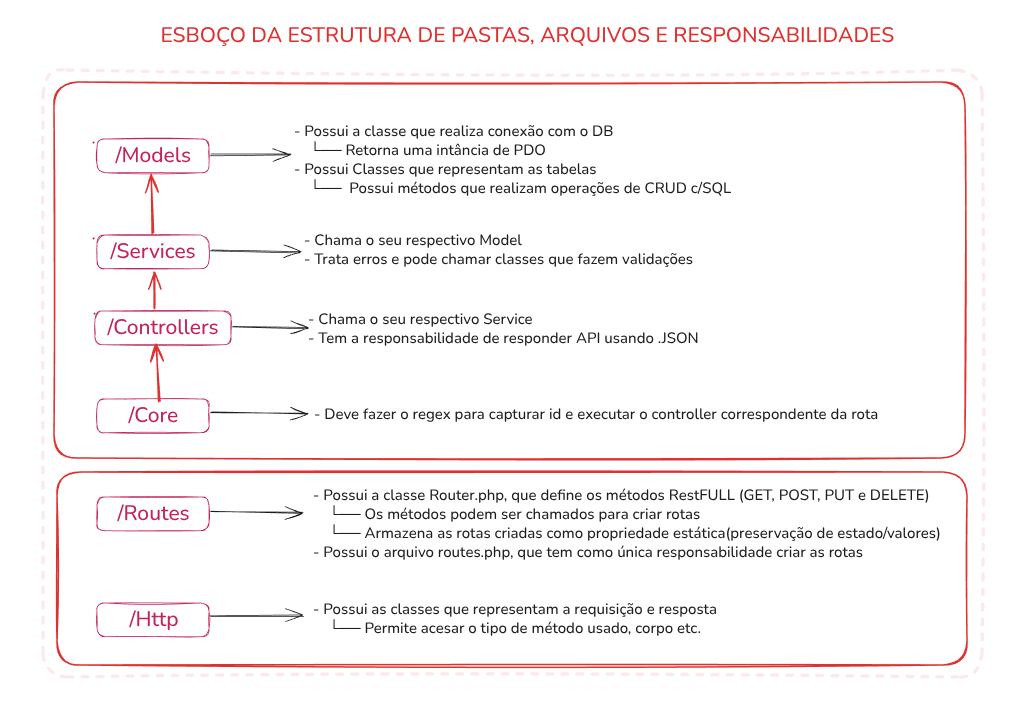 ESBOÇO DA ESTRUTURA DE PASTAS, ARQUIVOS E RESPONSABILIDADES
/Models
- Possui a classe que realiza conexão com o DB
└── Retorna uma intância de PDO
- Possui Classes que representam as tabelas
└── Possui métodos que realizam operações de CRUD c/SQL
/Services
- Chama o seu respectivo Model
- Trata erros e pode chamar classes que fazem validações
/Controllers
- Chama o seu respectivo Service
- Tem a responsabilidade de responder API usando .JSON
/Core
- Deve fazer o regex para capturar id e executar o controller correspondente da rota
/Routes
- Possui a classe Router.php, que define os métodos RestFULL (GET, POST, PUT e DELETE)
└── Os métodos podem ser chamados para criar rotas
└── Armazena as rotas criadas como propriedade estática(preservação de estado/valores)
- Possui o arquivo routes.php, que tem como única responsabilidade criar as rotas
/Http
- Possui as classes que representam a requisição e resposta
└── Permite acesar o tipo de método usado, corpo etc.